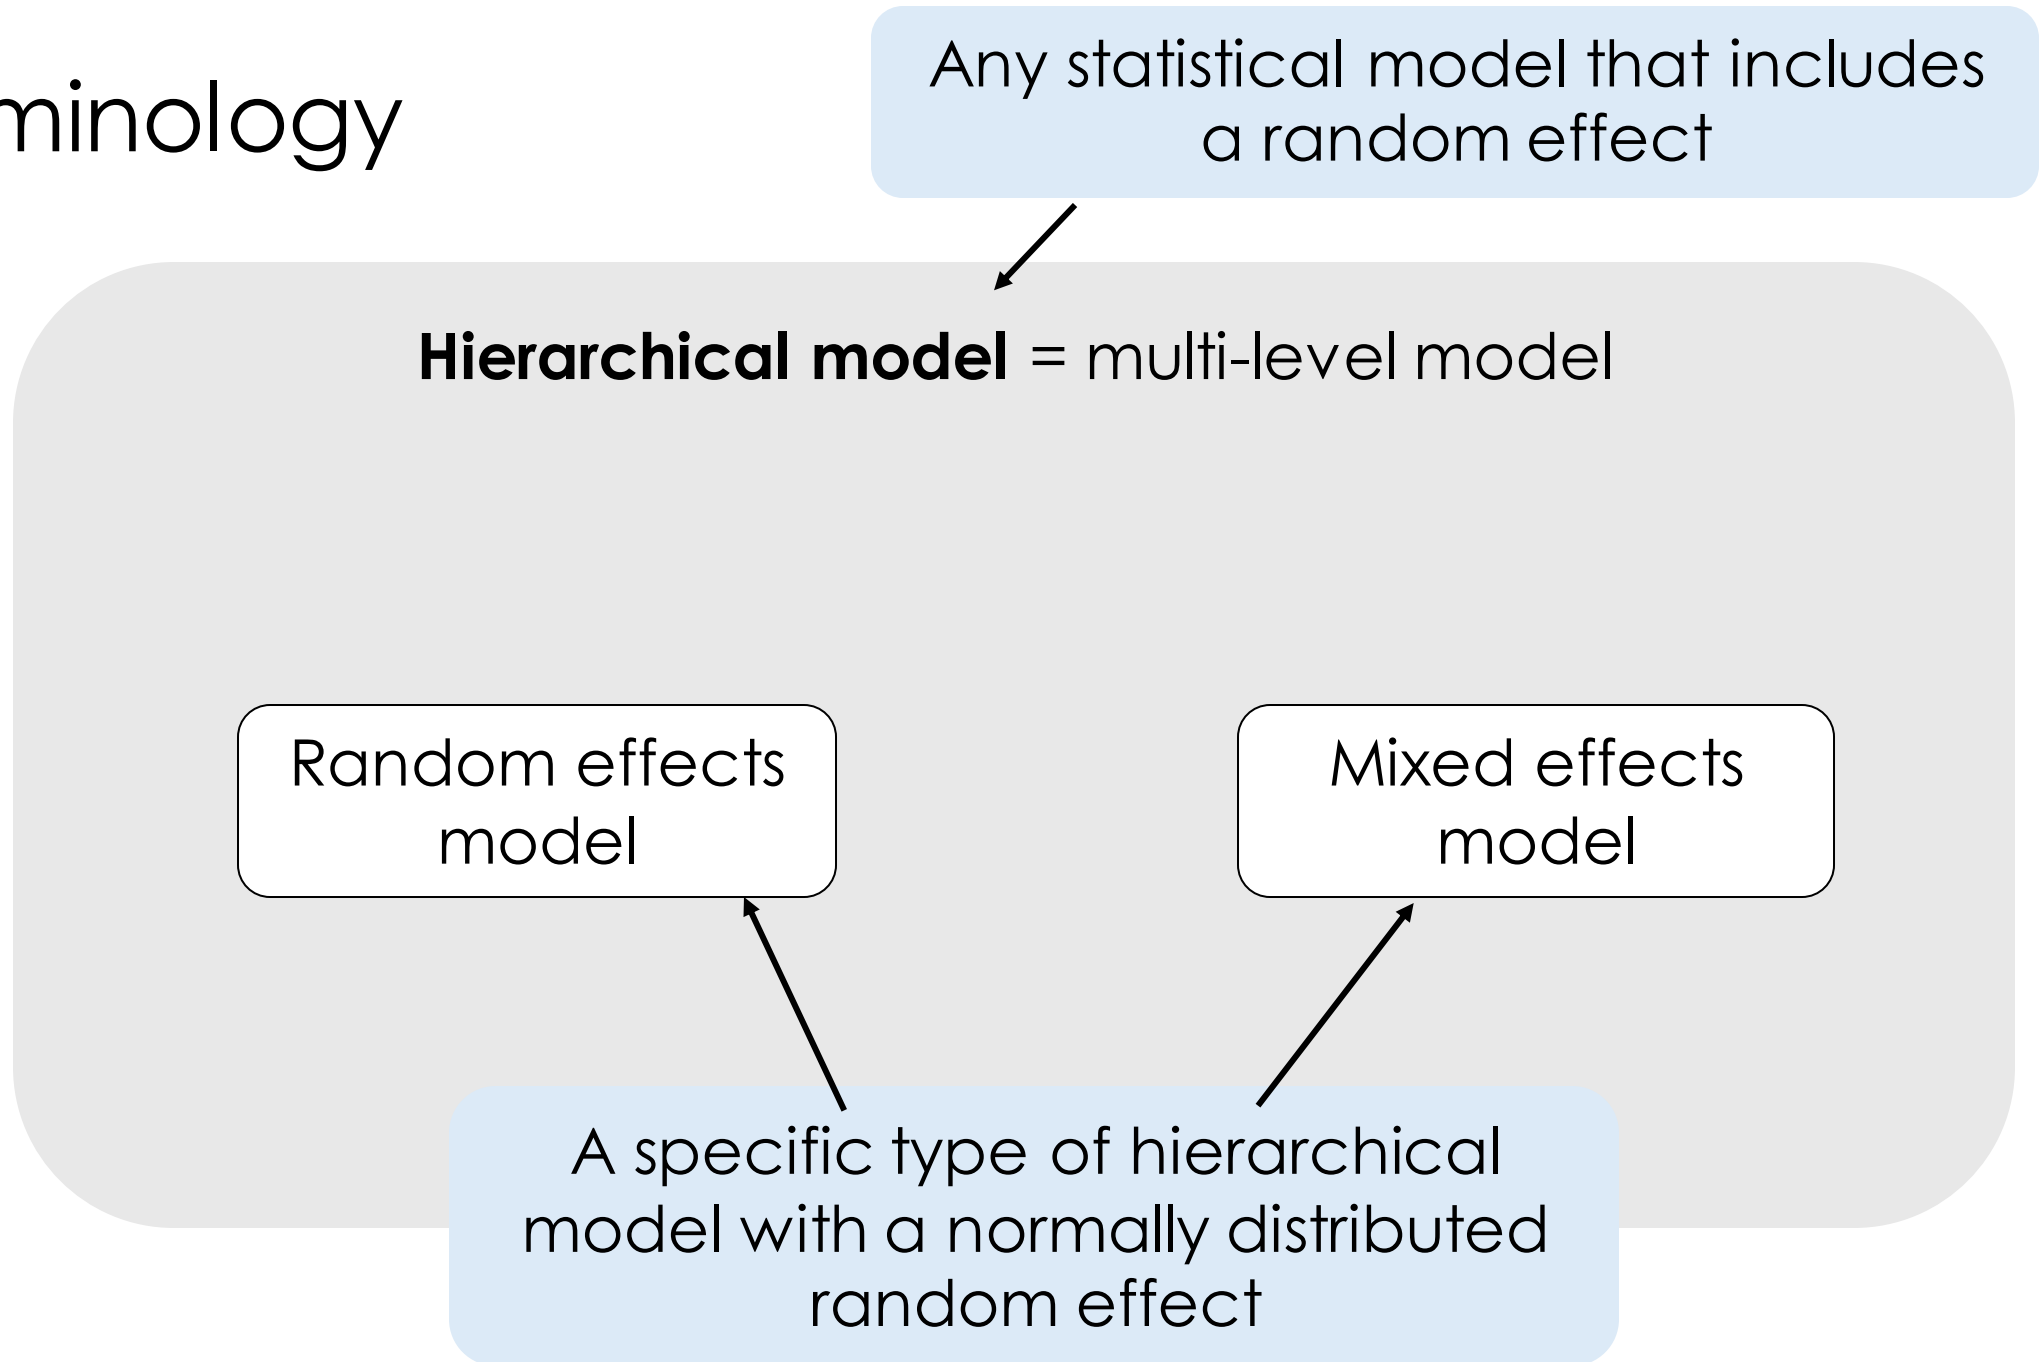 minology
Any statistical model that includes
a random effect
Hierarchical model = multi-level model
Random effects
model
Mixed effects
model
A specific type of hierarchical
model with a normally distributed
random effect